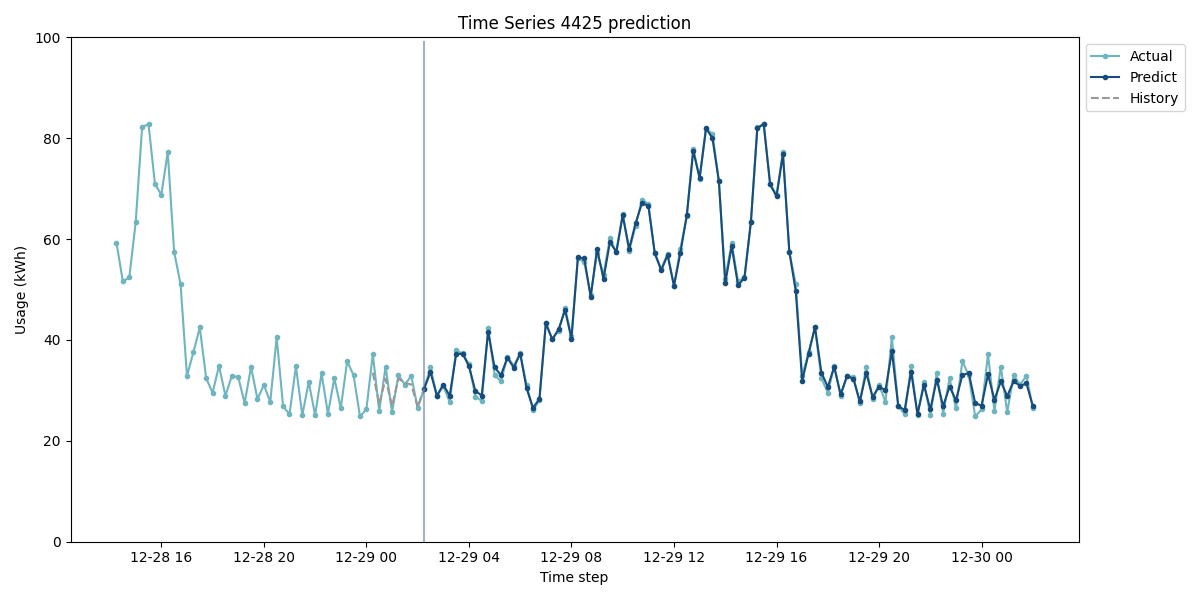 Time Series 4425 prediction
100
80
60
40
20
0
Usage (kWh)
12-28 16
12-28 20
12-29 00
12-29 04
12-29 08
12-29 12
12-29 16
12-29 20
12-30 00
Time step
Actual
Predict
History